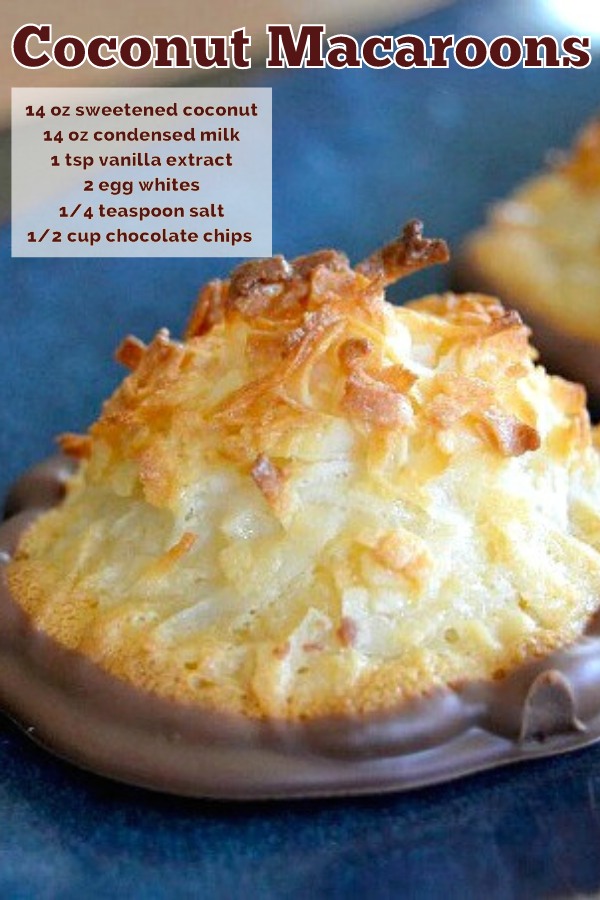 Coconut Macaroons
14 oz sweetened coconut
14 oz condensed milk
1 tsp vanilla extract
2 egg whites
1/4 teaspoon salt
1/2 cup chocolate chips